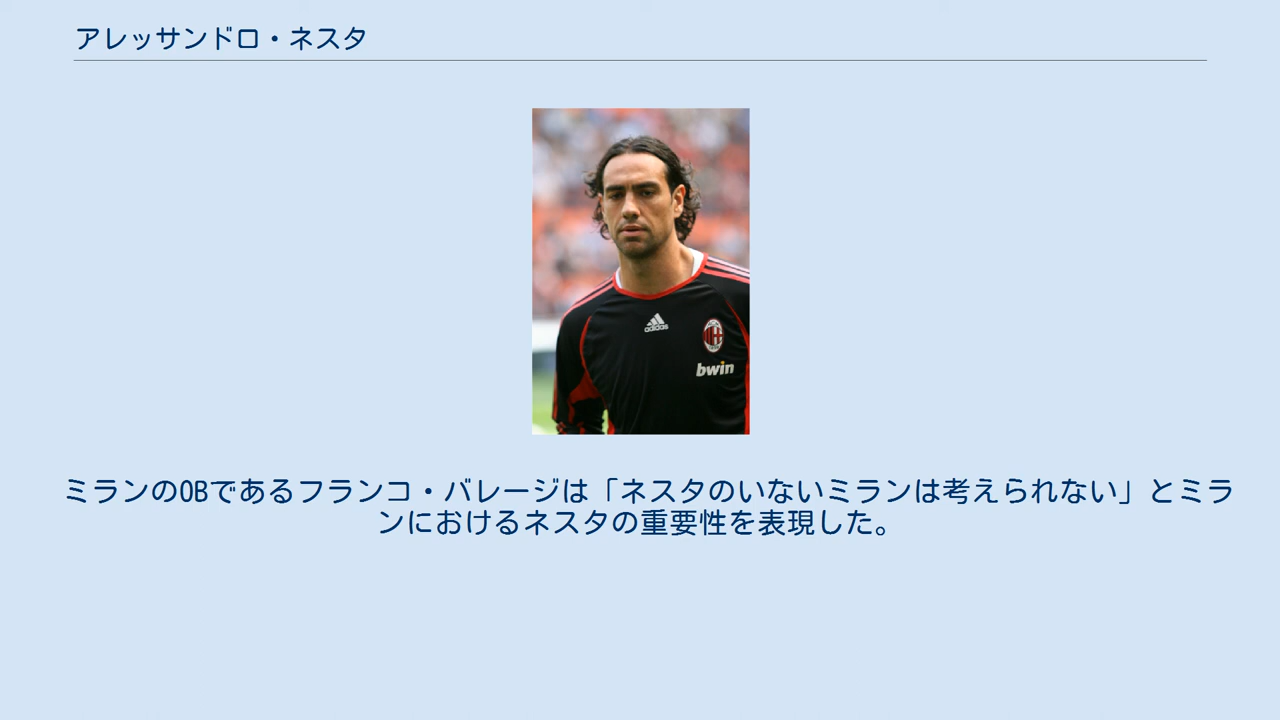 アレッサンドロ・ネスタ
adidas
bwin
ミランのOBであるフランコ・バレージは「ネスタのいないミランは考えられない」とミラ
ンにおけるネスタの重要性を表現した。